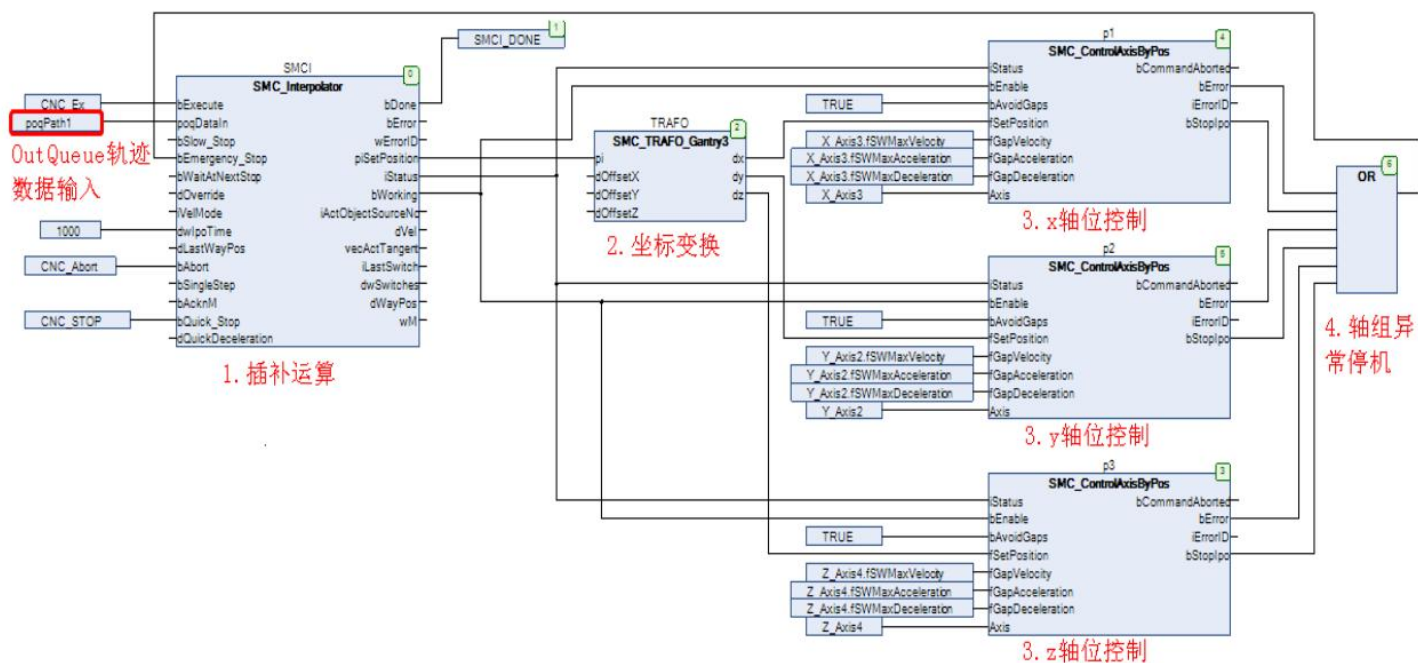 SMCI
SMC_Interpolator
0
CNC_Ex
poqPath1
OutQueue轨迹
数据输入
1000
CNC_Abort
CNC_STOP
bExecute
poqDataIn
bSlow_Stop
bEmergency_Stop
bWaitAtNextStop
dOverride
iVelMode
dwIpoTime
dLastWayPos
bAbort
bSingleStep
bAcknM
bQuick_Stop
dQuickDeceleration
bDone
bError
wErrorID
piSetPosition
iStatus
bWorking
iActObjectSourceNo
dVel
vecActTangent
iLastSwitch
dwSwitches
dWayPos
wM
1.插补运算
SMCI_DONE
1
TRAFO
2
SMC_TRAFO_Gantry3
pi
dOffsetX
dOffsetY
dOffsetZ
dx
dy
dz
2.坐标变换
p1
4
SMC_ControlAxisByPos
TRUE
X_Axis3.fSWMaxVelocity
X_Axis3.fSWMaxAcceleration
X_Axis3.fSWMaxDeceleration
X_Axis3
iStatus
bEnable
bAvoidGaps
fSetPosition
fGapVelocity
fGapAcceleration
fGapDeceleration
Axis
bCommandAborted
bError
iErrorID
bStopIpo
3.x轴位控制
p2
5
SMC_ControlAxisByPos
TRUE
Y_Axis2.fSWMaxVelocity
Y_Axis2.fSWMaxAcceleration
Y_Axis2.fSWMaxDeceleration
Y_Axis2
iStatus
bEnable
bAvoidGaps
fSetPosition
fGapVelocity
fGapAcceleration
fGapDeceleration
Axis
bCommandAborted
bError
iErrorID
bStopIpo
3.y轴位控制
p3
3
SMC_ControlAxisByPos
TRUE
Z_Axis4.fSWMaxVelocity
Z_Axis4.fSWMaxAcceleration
Z_Axis4.fSWMaxDeceleration
Z_Axis4
iStatus
bEnable
bAvoidGaps
fSetPosition
fGapVelocity
fGapAcceleration
fGapDeceleration
Axis
bCommandAborted
bError
iErrorID
bStopIpo
3.z轴位控制
6
OR
4.轴组异
常停机